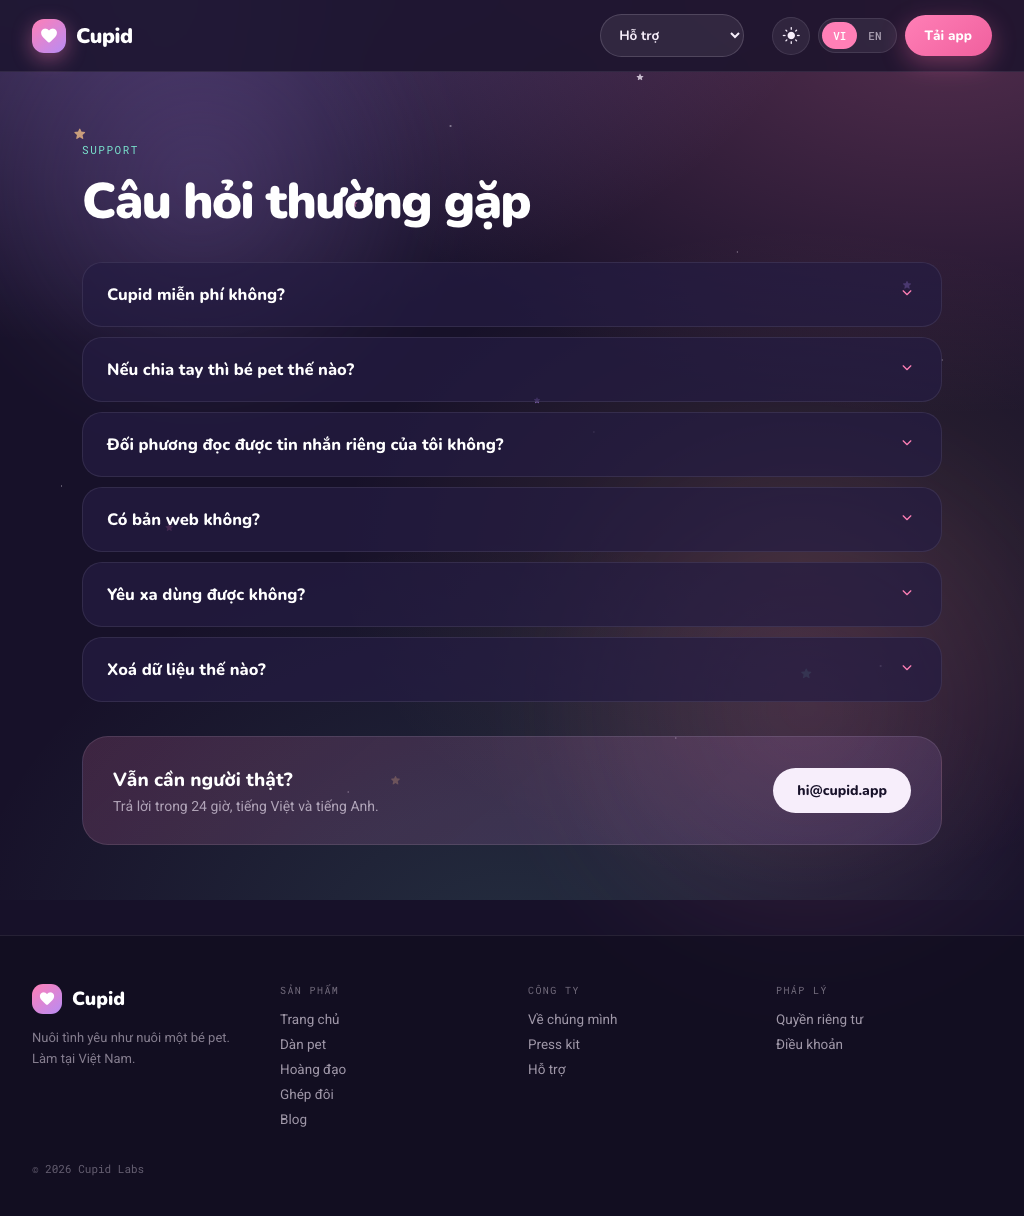 Cupid
Hỗ trợ
VI
EN
Tải app
SUPPORT
Câu hỏi thường gặp
Cupid miễn phí không?
Nếu chia tay thì bé pet thế nào?
Đối phương đọc được tin nhắn riêng của tôi không?
Có bản web không?
Yêu xa dùng được không?
Xoá dữ liệu thế nào?
Vẫn cần người thật?
Trả lời trong 24 giờ, tiếng Việt và tiếng Anh.
hi@cupid.app
Cupid
Nuôi tình yêu như nuôi một bé pet.
Làm tại Việt Nam.
SẢN PHẨM
Trang chủ
Dàn pet
Hoàng đạo
Ghép đôi
Blog
CÔNG TY
Về chúng mình
Press kit
Hỗ trợ
PHÁP LÝ
Quyền riêng tư
Điều khoản
© 2026 Cupid Labs